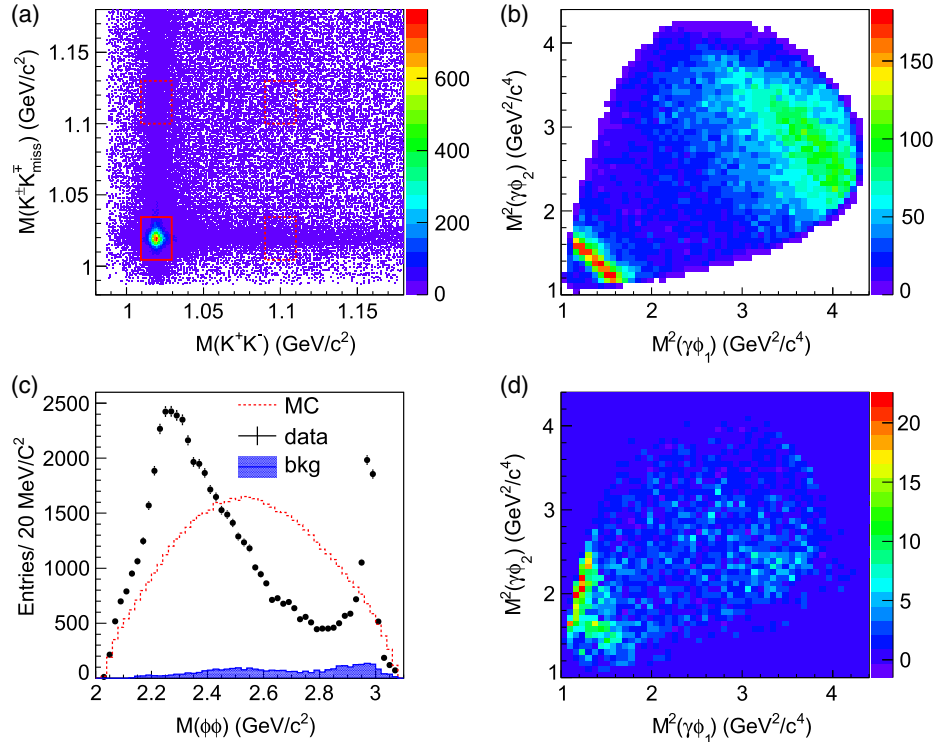 (a)
M(K±K∓miss) (GeV/c²)
1.15
1.1
1.05
1
1 1.05 1.1 1.15
M(K⁺K⁻) (GeV/c²)
600
400
200
0
(b)
M²(γϕ₂) (GeV²/c⁴)
4
3
2
1
1 2 3 4
M²(γϕ₁) (GeV²/c⁴)
150
100
50
0
(c)
Entries/ 20 MeV/C²
2500
2000
1500
1000
500
0
2 2.2 2.4 2.6 2.8 3
M(ϕϕ) (GeV/c²)
MC
data
bkg
(d)
M²(γϕ₂) (GeV²/c⁴)
4
3
2
1
1 2 3 4
M²(γϕ₁) (GeV²/c⁴)
20
15
10
5
0